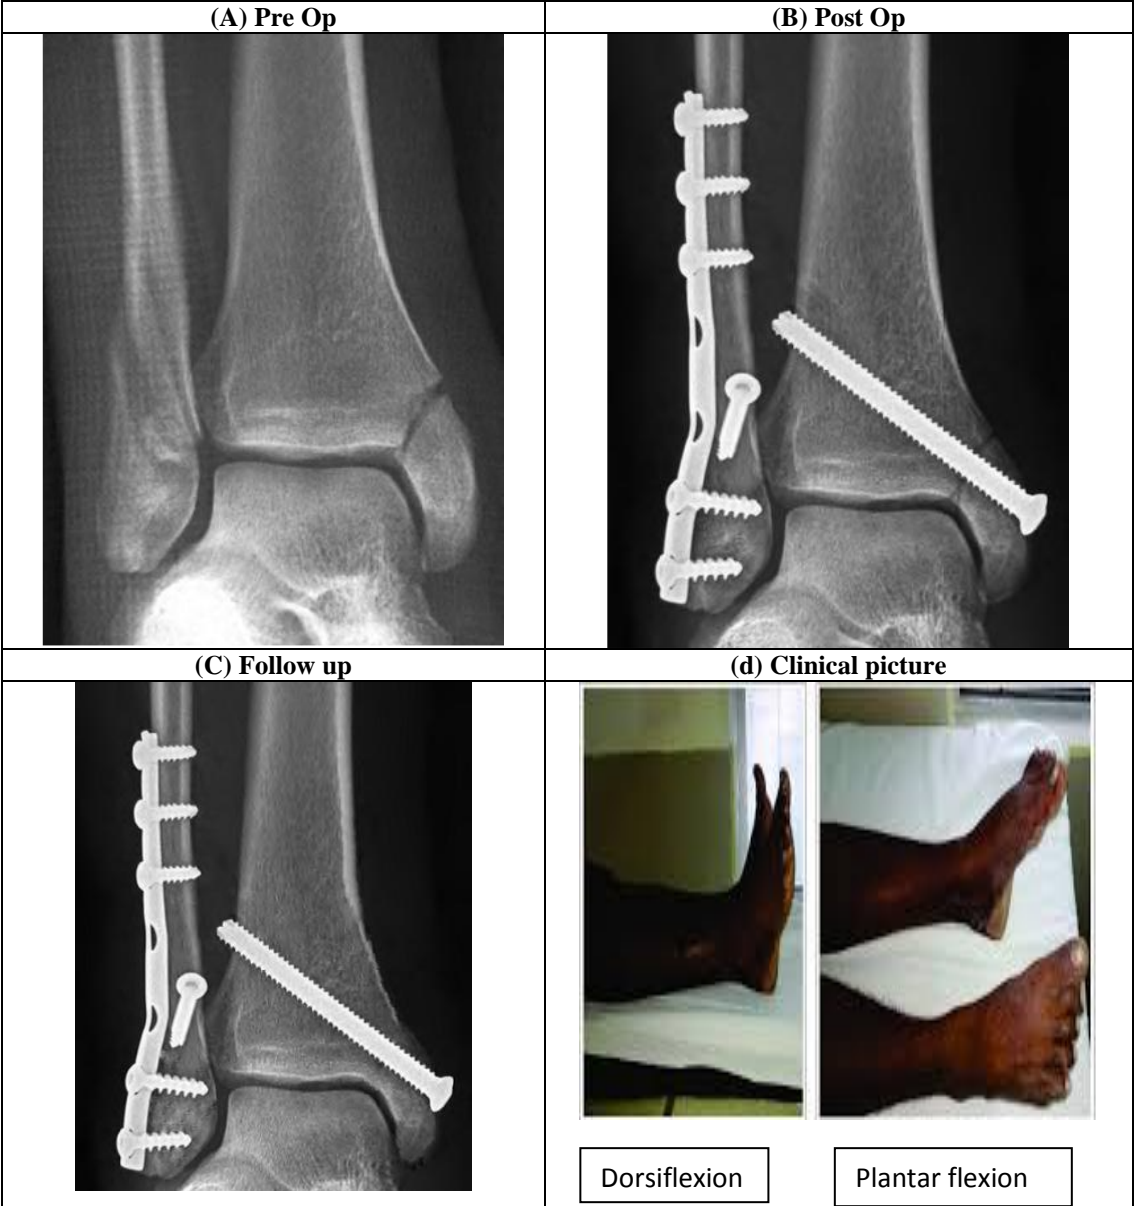 (A) Pre Op
(B) Post Op
(C) Follow up
(d) Clinical picture
Dorsiflexion
Plantar flexion